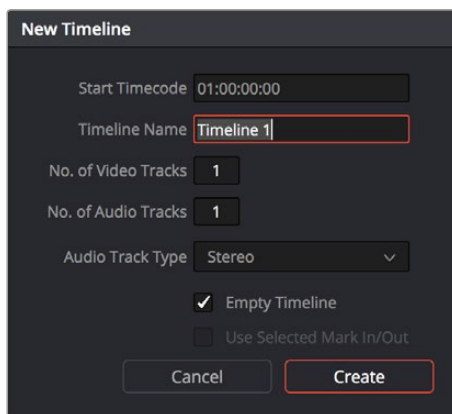 New Timeline
Start Timecode 01:00:00:00
Timeline Name Timeline 1
No. of Video Tracks 1
No. of Audio Tracks 1
Audio Track Type Stereo
Empty Timeline
Use Selected Mark In/Out
Cancel Create